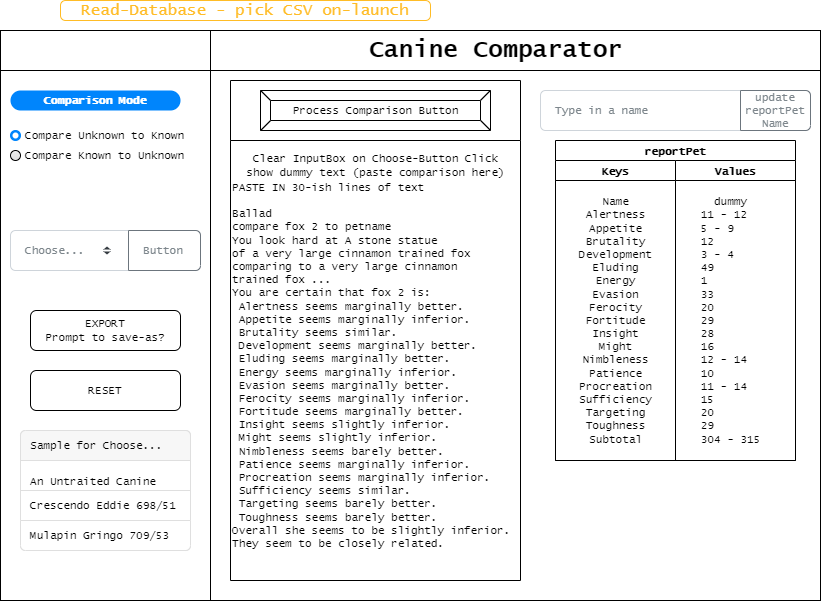 Read-Database - pick CSV on-launch
Canine Comparator
Comparison Mode
Compare Unknown to Known
Compare Known to Unknown
Choose...
Button
EXPORT
Prompt to save-as?
RESET
Sample for Choose...
An Untraited Canine
Crescendo Eddie 698/51
Mulapin Gringo 709/53
Process Comparison Button
Clear InputBox on Choose-Button Click
show dummy text (paste comparison here)
PASTE IN 30-ish lines of text
Ballad
compare fox 2 to petname
You look hard at A stone statue
of a very large cinnamon trained fox
comparing to a very large cinnamon
trained fox ...
You are certain that fox 2 is:
Alertness seems marginally better.
Appetite seems marginally inferior.
Brutality seems similar.
Development seems marginally better.
Eluding seems marginally better.
Energy seems marginally inferior.
Evasion seems marginally better.
Ferocity seems marginally inferior.
Fortitude seems marginally better.
Insight seems slightly inferior.
Might seems slightly inferior.
Nimbleness seems barely better.
Patience seems marginally inferior.
Procreation seems marginally inferior.
Sufficiency seems similar.
Targeting seems barely better.
Toughness seems barely better.
Overall she seems to be slightly inferior.
They seem to be closely related.
Type in a name
update
reportPet
Name
reportPet
Keys Values
Name dummy
Alertness 11 - 12
Appetite 5 - 9
Brutality 12
Development 3 - 4
Eluding 49
Energy 1
Evasion 33
Ferocity 20
Fortitude 29
Insight 28
Might 16
Nimbleness 12 - 14
Patience 10
Procreation 11 - 14
Sufficiency 15
Targeting 20
Toughness 29
Subtotal 304 - 315